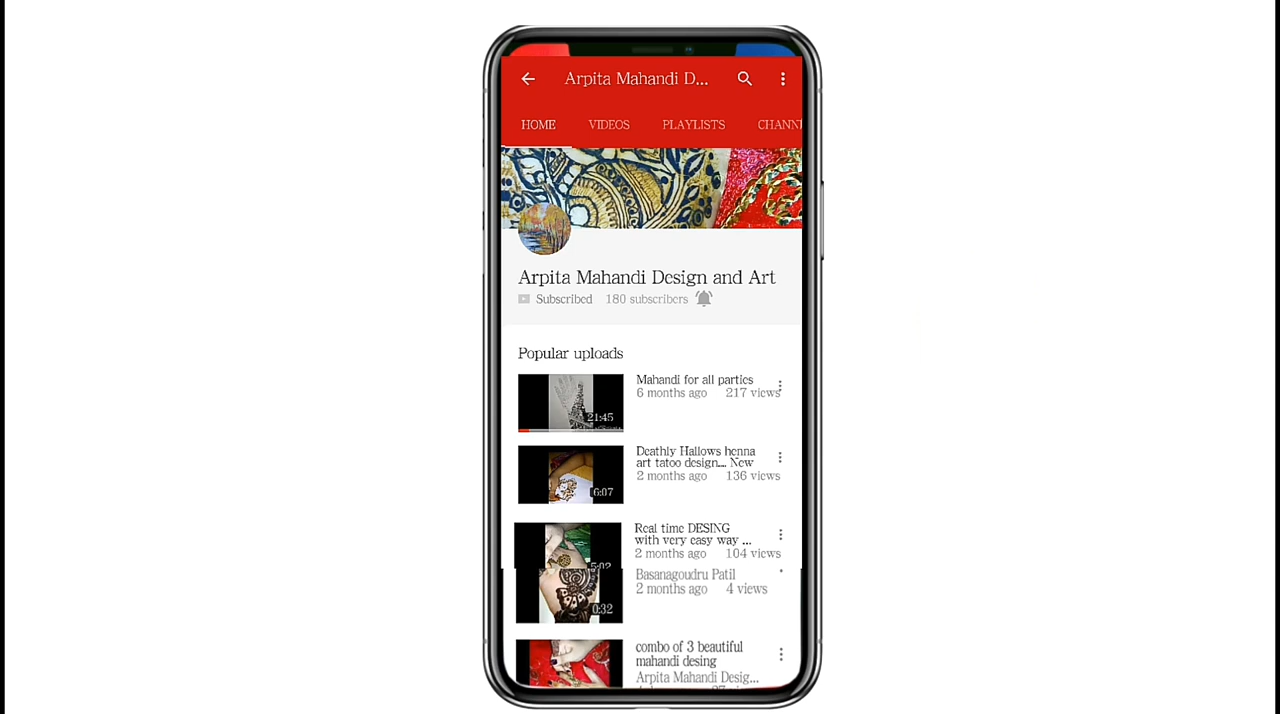 Arpita Mahandi D...
HOME VIDEOS PLAYLISTS CHANN
Arpita Mahandi Design and Art
Subscribed 180 subscribers
Popular uploads
Mahandi for all parties
6 months ago 217 views
21:45
Deathly Hallows henna
art tatoo design.... New
2 months ago 136 views
6:07
Real time DESING
with very easy way ...
2 months ago 104 views
5:02
Basanagoudru Patil
2 months ago 4 views
0:32
combo of 3 beautiful
mahandi desing
Arpita Mahandi Desig...